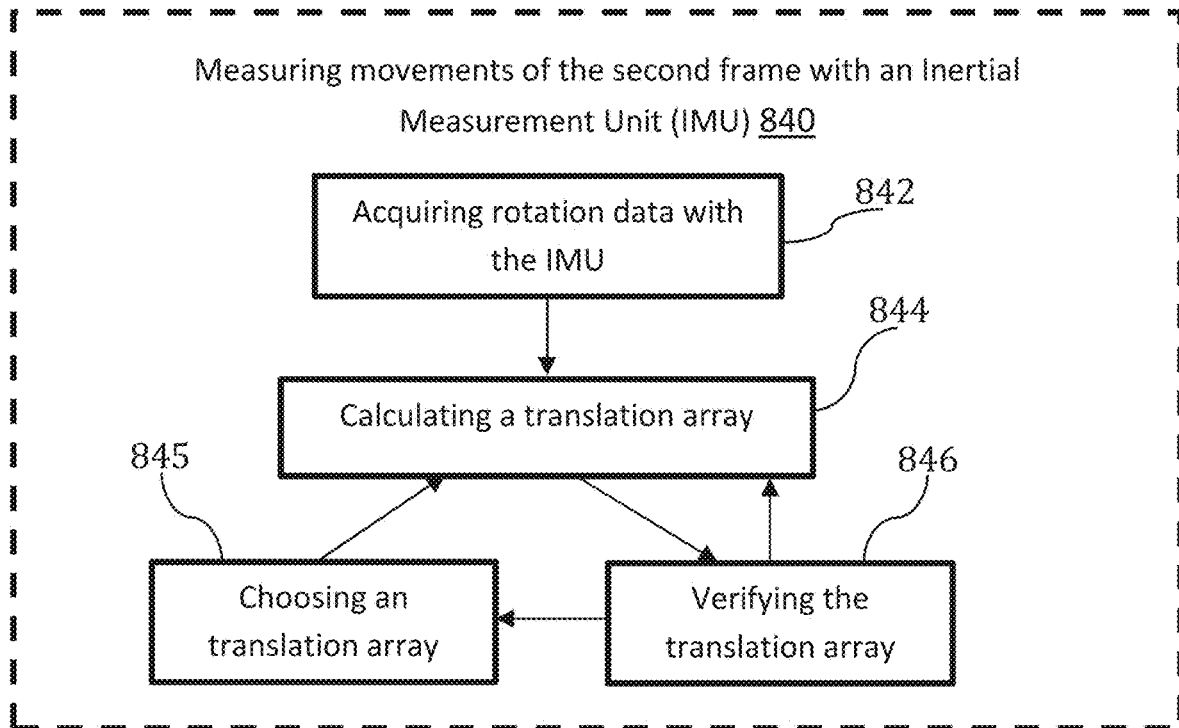 Measuring movements of the second frame with an Inertial
Measurement Unit (IMU) 840
842
Acquiring rotation data with
the IMU
844
Calculating a translation array
845
846
Choosing an
translation array
Verifying the
translation array